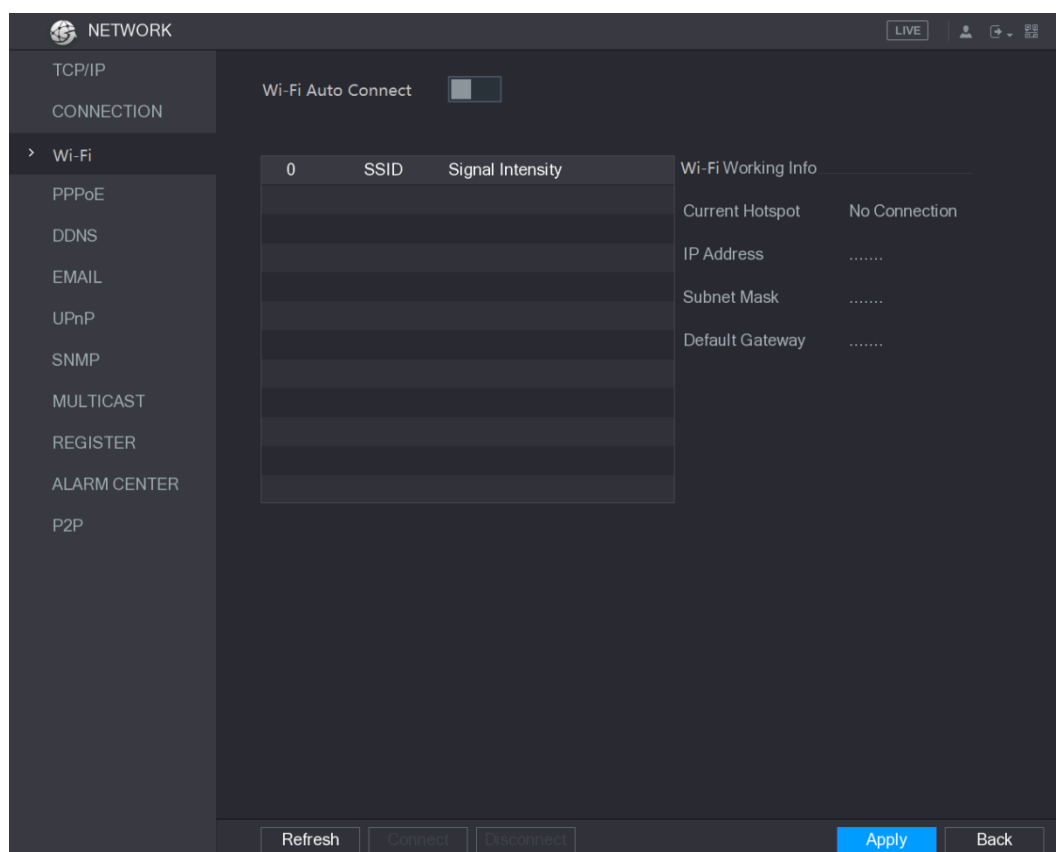 NETWORK
LIVE
TCP/IP
CONNECTION
Wi-Fi
PPPoE
DDNS
EMAIL
UPnP
SNMP
MULTICAST
REGISTER
ALARM CENTER
P2P
Wi-Fi Auto Connect
0 SSID Signal Intensity
Wi-Fi Working Info
Current Hotspot No Connection
IP Address .......
Subnet Mask .......
Default Gateway .......
Refresh Connect Disconnect Apply Back